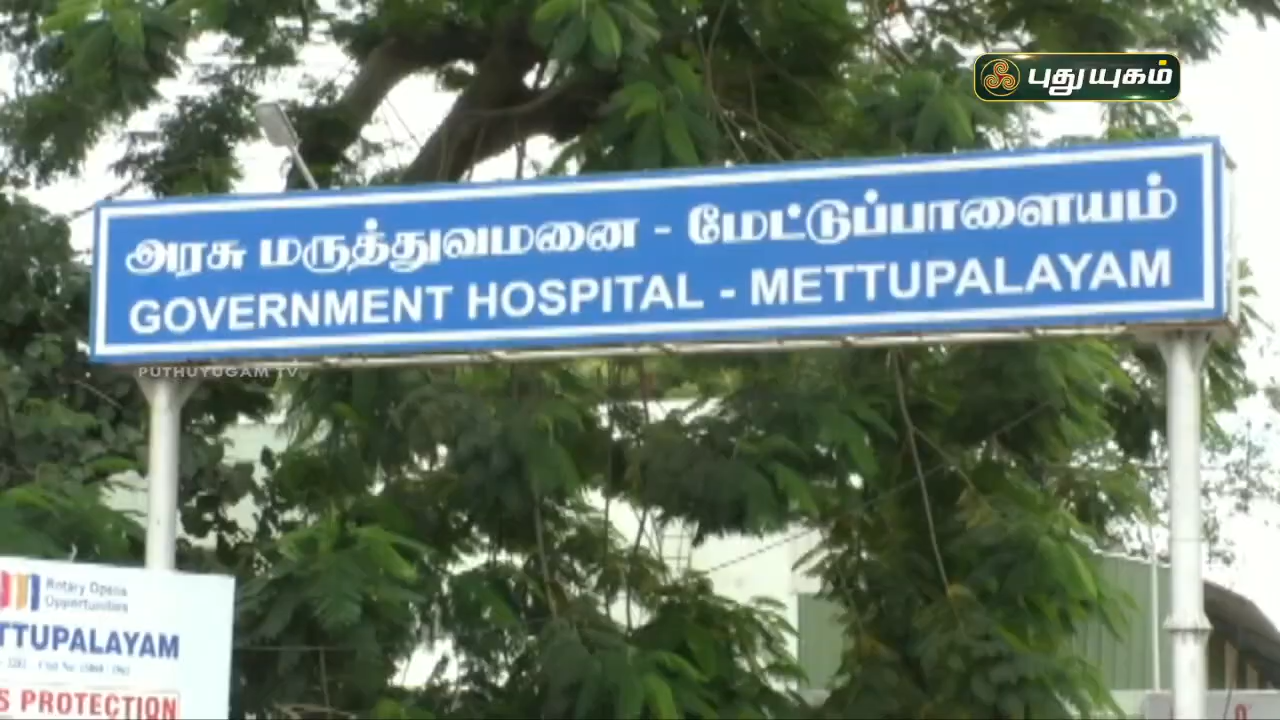 புதுயுகம்
அரசு மருத்துவமனை - மேட்டுப்பாளையம்
GOVERNMENT HOSPITAL - METTUPALAYAM
PUTHUYUGAM TV
Rotary Opens
Opportunities
TTUPALAYAM
S PROTECTION